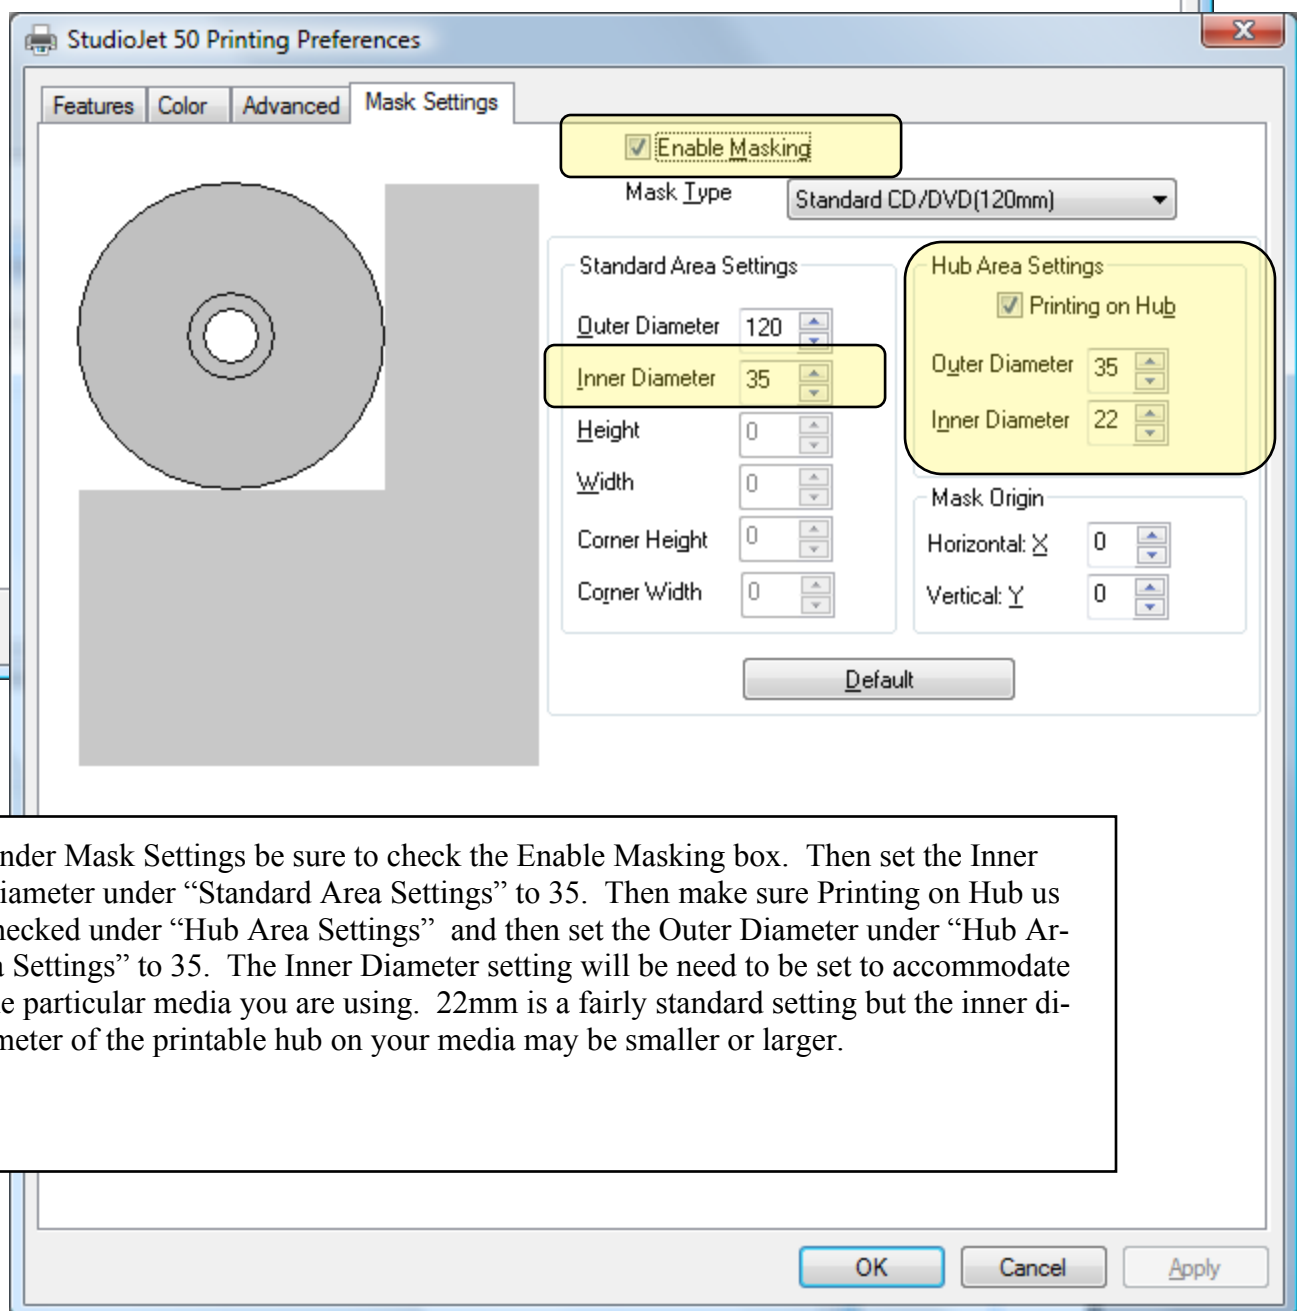 StudioJet 50 Printing Preferences
Features Color Advanced Mask Settings
Enable Masking
Mask Type Standard CD/DVD(120mm)
Standard Area Settings
Outer Diameter 120
Inner Diameter 35
Height 0
Width 0
Corner Height 0
Corner Width 0
Hub Area Settings
Printing on Hub
Outer Diameter 35
Inner Diameter 22
Mask Origin
Horizontal: X 0
Vertical: Y 0
Default
nder Mask Settings be sure to check the Enable Masking box. Then set the Inner
iameter under “Standard Area Settings” to 35. Then make sure Printing on Hub us
hecked under “Hub Area Settings” and then set the Outer Diameter under “Hub Ar-
a Settings” to 35. The Inner Diameter setting will be need to be set to accommodate
e particular media you are using. 22mm is a fairly standard setting but the inner di-
meter of the printable hub on your media may be smaller or larger.
OK Cancel Apply